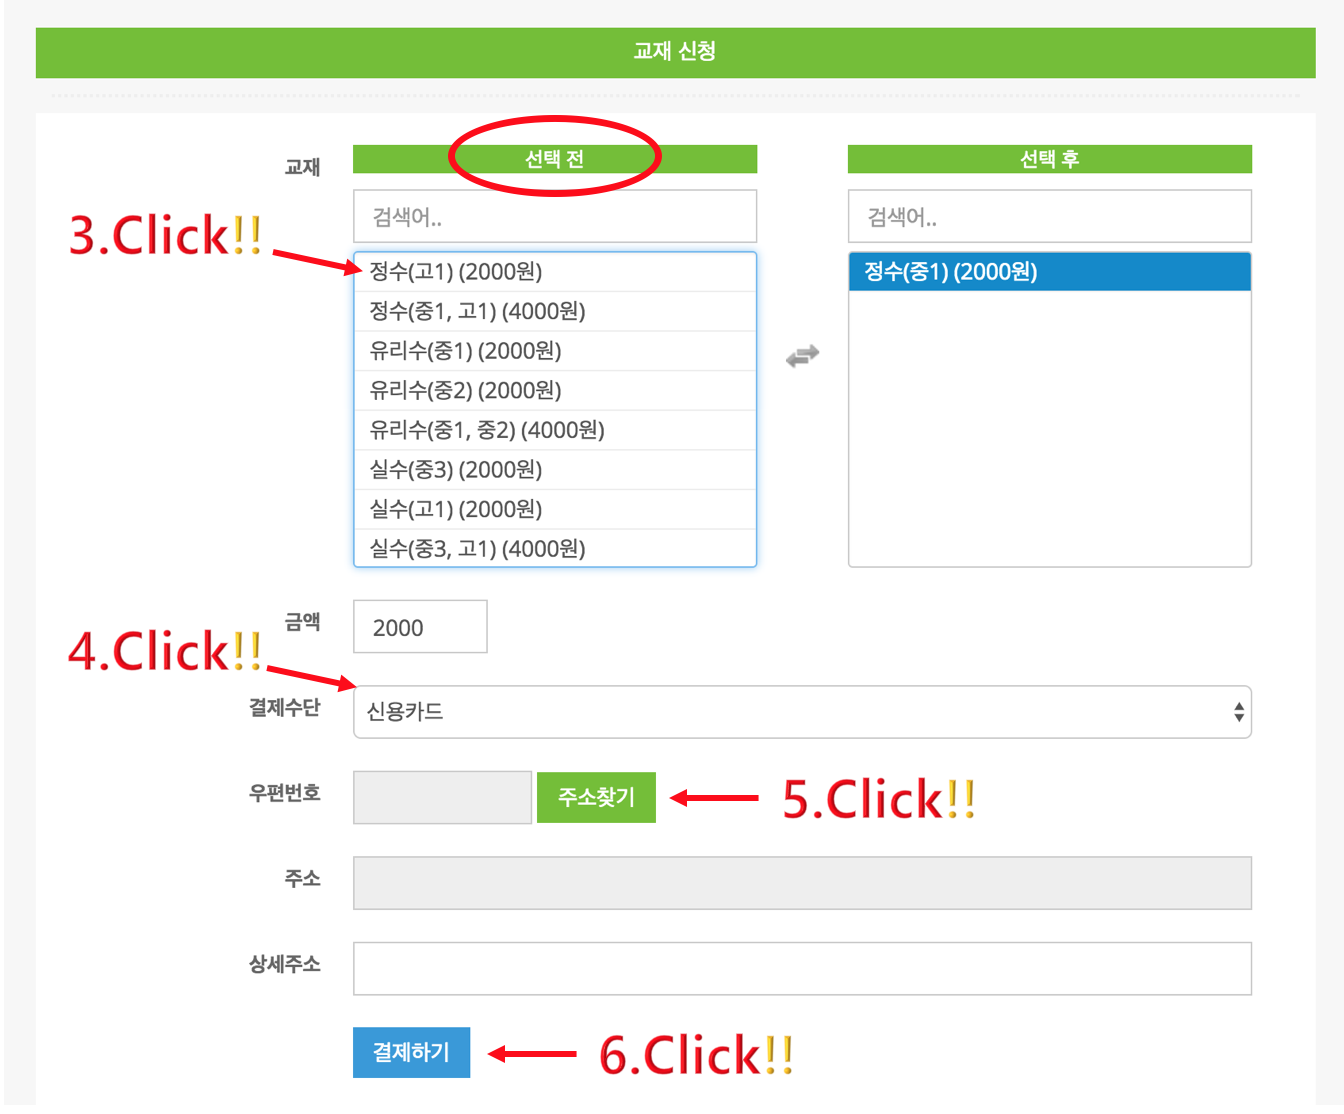 교재 신청
교재
선택 전
선택 후
검색어..
검색어..
3.Click!!
정수(고1) (2000원)
정수(중1, 고1) (4000원)
유리수(중1) (2000원)
유리수(중2) (2000원)
유리수(중1, 중2) (4000원)
실수(중3) (2000원)
실수(고1) (2000원)
실수(중3, 고1) (4000원)
정수(중1) (2000원)
금액
2000
4.Click!!
결제수단
신용카드
우편번호
주소찾기
5.Click!!
주소
상세주소
결제하기
6.Click!!